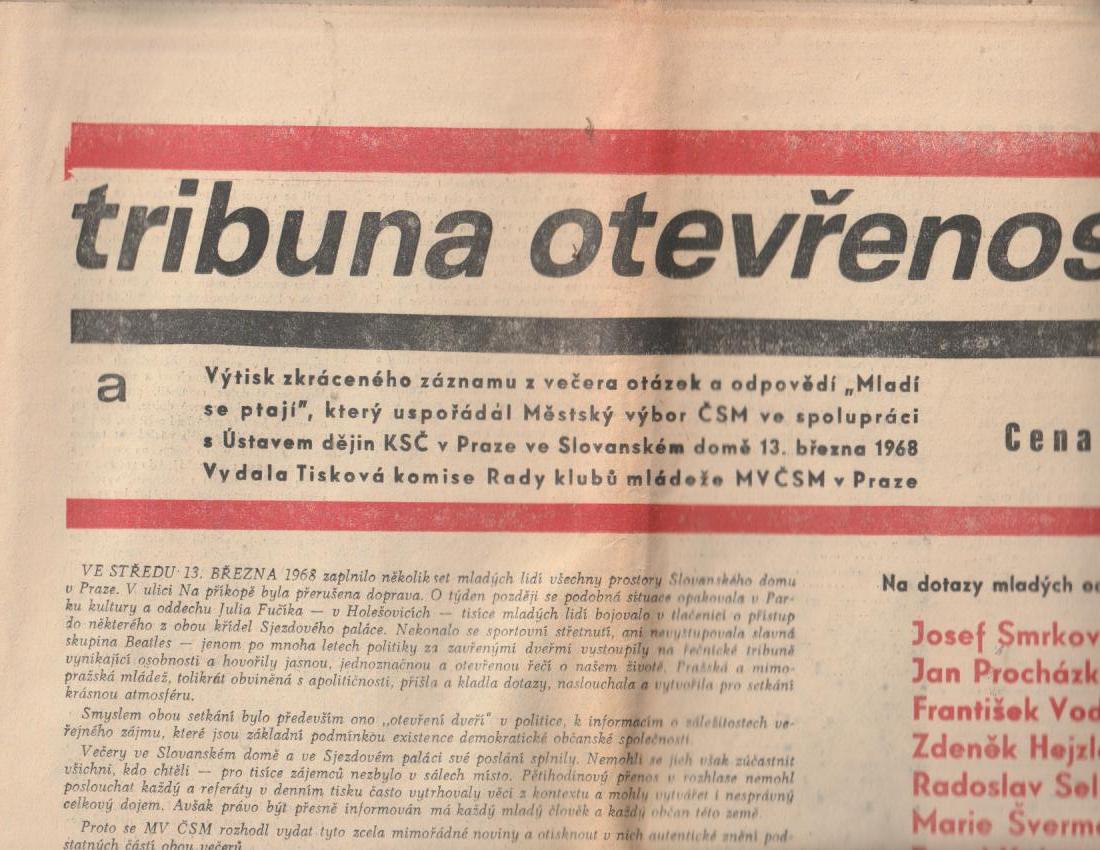 tribuna otevřenos
a
Výtisk zkráceného záznamu z večera otázek a odpovědí „Mladí
se ptají", který uspořádal Městský výbor ČSM ve spolupráci
s Ústavem dějin KSČ v Praze ve Slovanském domě 13. března 1968
Vydala Tisková komise Rady klubů mládeže MVČSM v Praze
Cena
VE STŘEDU 13. BŘEZNA 1968 zaplnilo několik set mladých lidí všechny prostory Slovanského domu
v Praze. V ulici Na příkopě byla přerušena doprava. O týden později se podobná situace opakovala v Par-
ku kultury a oddechu Julia Fučíka — v Holešovicích — tisíce mladých lidí bojovalo v tlačenici o přístup
do některého z obou křídel Sjezdového paláce. Nekonalo se sportovní střetnutí, ani nevystupovala slavná
skupina Beatles — jenom po mnoha letech politiky za zavřenými dveřmi vystoupily na řečnické tribuně
vynikající osobnosti a hovořily jasnou, jednoznačnou a otevřenou řečí o našem životě. Pražská a mimo-
pražská mládež, tolikrát obviněná s apolitičnosti, přišla a kladla dotazy, naslouchala a vytvořila pro setkání
krásnou atmosféru.
Smyslem obou setkání bylo především ono „otevření dveří" v politice, k informacím o záležitostech ve-
řejného zájmu, které jsou základní podmínkou existence demokratické občanské společnosti.
Večery ve Slovanském domě a ve Sjezdovém paláci své poslání splnily. Nemohli se jich však zúčastnit
všichni, kdo chtěli — pro tisíce zájemců nezbylo v sálech místo. Pětihodinový přenos v rozhlase nemohl
poslouchat každý a referáty v denním tisku často vytrhovaly věci z kontextu a mohly vytvářet i nesprávný
celkový dojem. Avšak právo být přesně informován má každý mladý člověk a každý občan této země.
Proto se MV ČSM rozhodl vydat tyto zcela mimořádné noviny a otisknout v nich autentické znění pod-
statných částí obou večerů
Na dotazy mladých od
Josef Smrkov
Jan Procházk
František Vod
Zdeněk Hejzl
Radoslav Sel
Marie Šverm